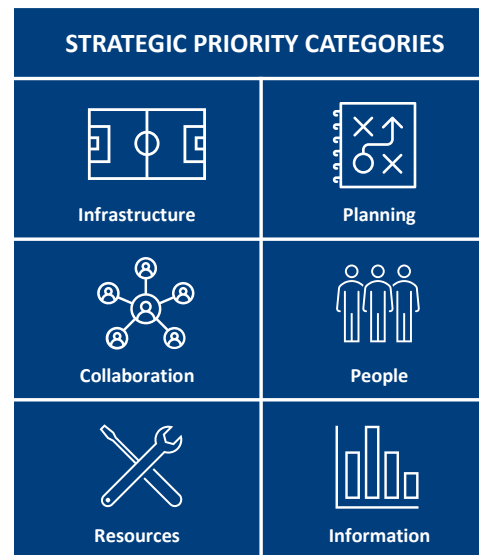 STRATEGIC PRIORITY CATEGORIES
Infrastructure
Planning
Collaboration
People
Resources
Information